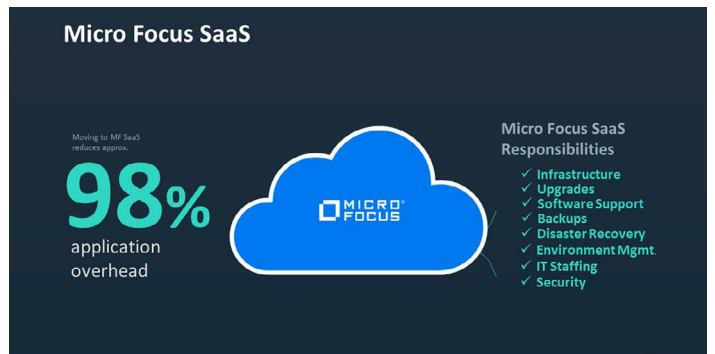 Micro Focus SaaS
Moving to MF SaaS
reduces approx.
98%
application
overhead
MICRO
FOCUS
Micro Focus SaaS
Responsibilities
✓ Infrastructure
✓ Upgrades
✓ Software Support
✓ Backups
✓ Disaster Recovery
✓ Environment Mgmt.
✓ IT Staffing
✓ Security